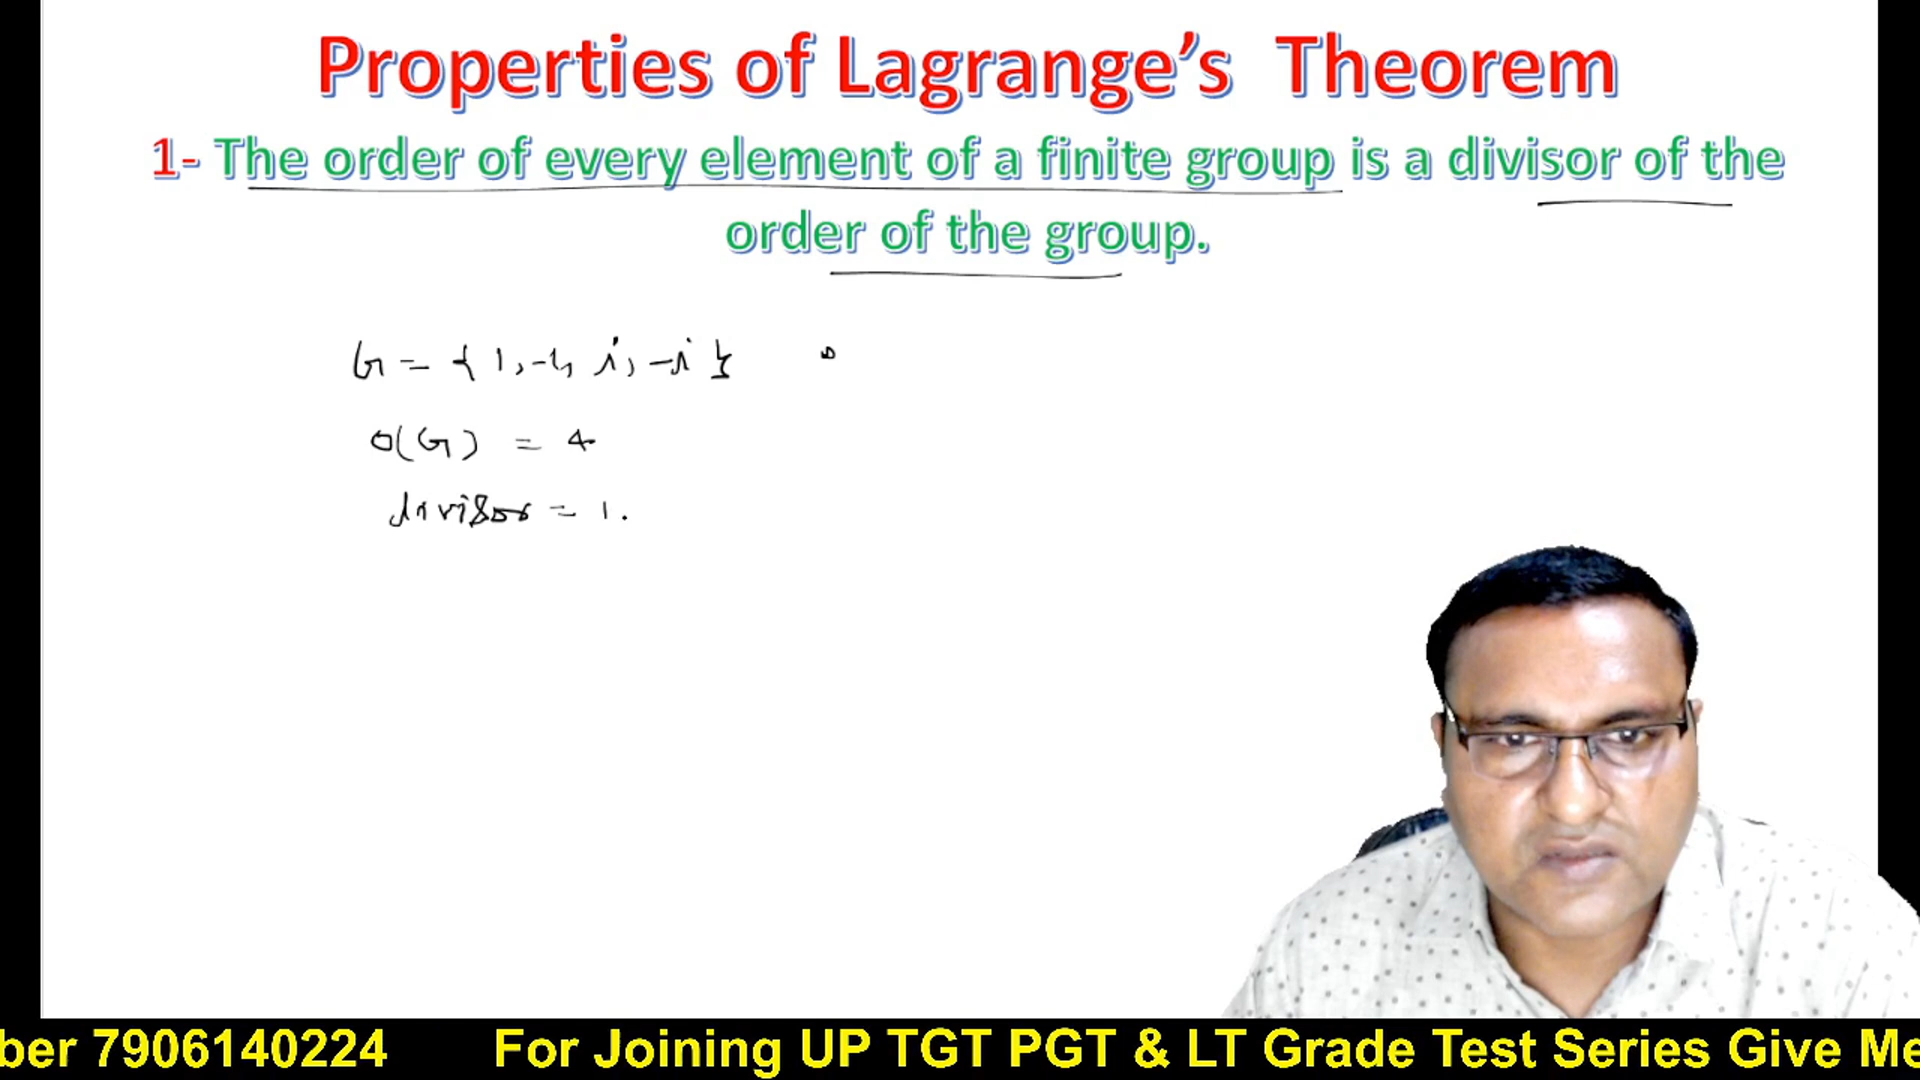 Properties of Lagrange’s Theorem
1- The order of every element of a finite group is a divisor of the
order of the group.
G = { 1, -1, i, -i }
o(G) = 4
divisor = 1.
ber 7906140224 For Joining UP TGT PGT & LT Grade Test Series Give Me